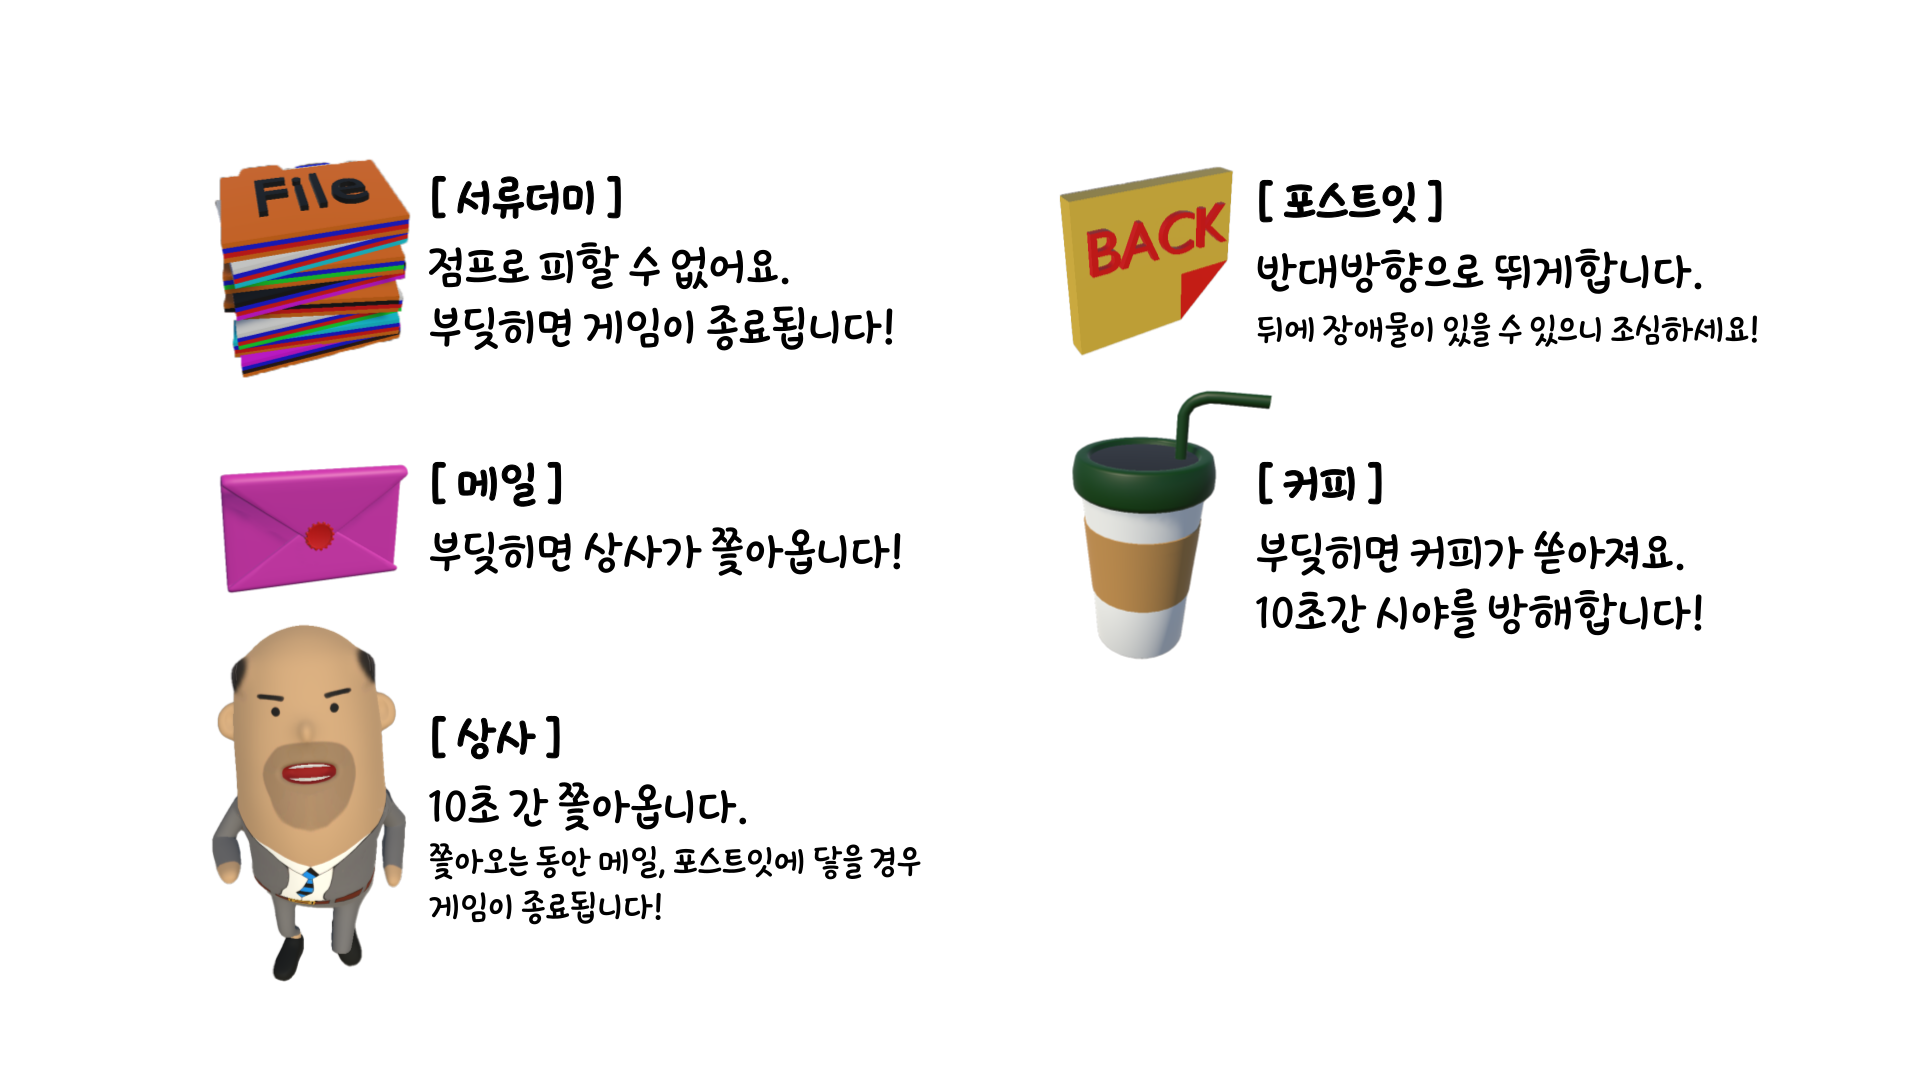 File
[ 서류더미 ]
점프로 피할 수 없어요.
부딪히면 게임이 종료됩니다!
[ 메일 ]
부딪히면 상사가 쫓아옵니다!
[ 상사 ]
10초 간 쫓아옵니다.
쫓아오는 동안 메일, 포스트잇에 닿을 경우
게임이 종료됩니다!
BACK
[ 포스트잇 ]
반대방향으로 뛰게합니다.
뒤에 장애물이 있을 수 있으니 조심하세요!
[ 커피 ]
부딪히면 커피가 쏟아져요.
10초간 시야를 방해합니다!